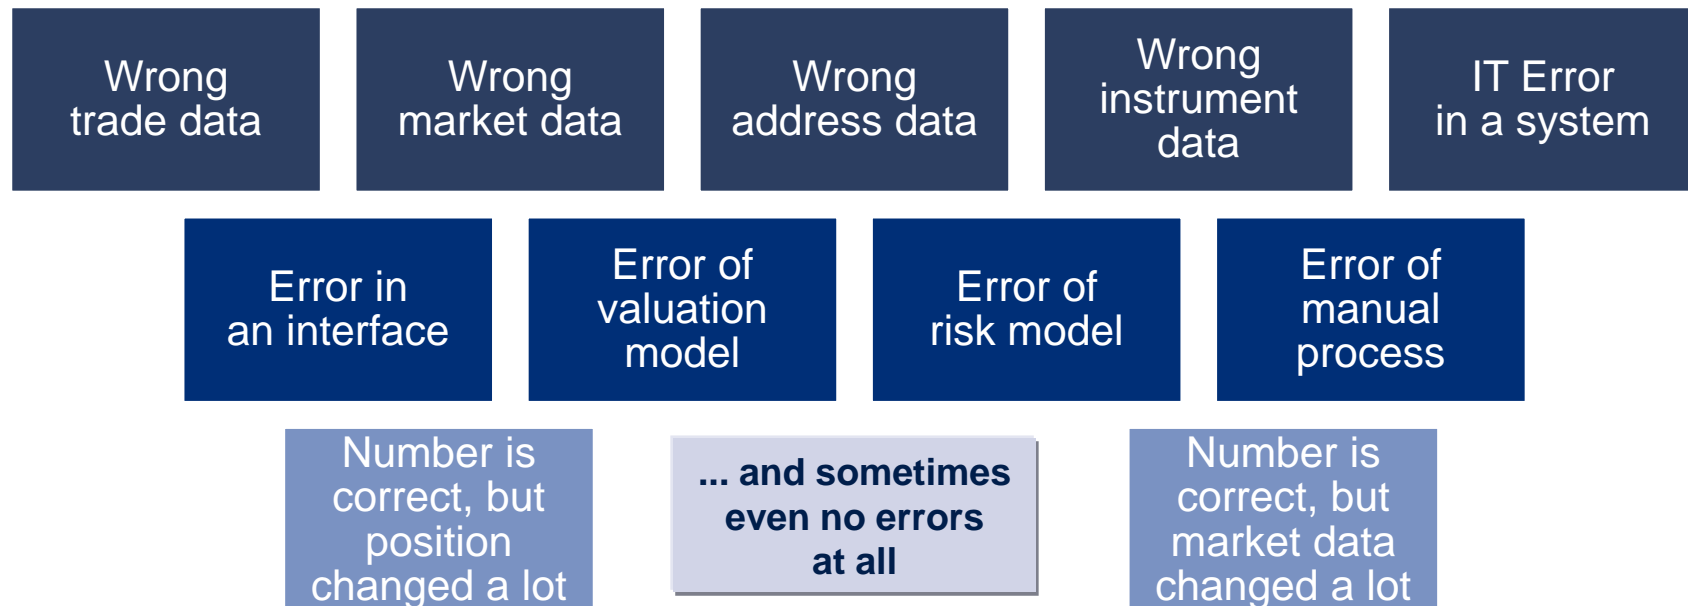 Wrong
trade data
Wrong
market data
Wrong
address data
Wrong
instrument
data
IT Error
in a system
Error in
an interface
Error of
valuation
model
Error of
risk model
Error of
manual
process
Number is
correct, but
position
changed a lot
... and sometimes
even no errors
at all
Number is
correct, but
market data
changed a lot